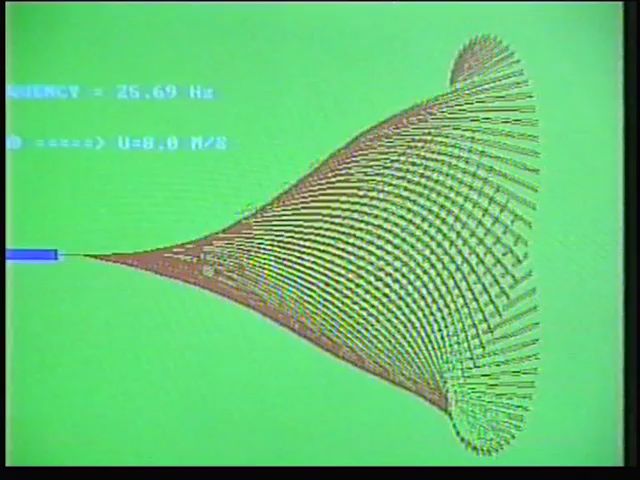 QUENCY = 25.69 Hz
@ =====> U=8.0 M/S